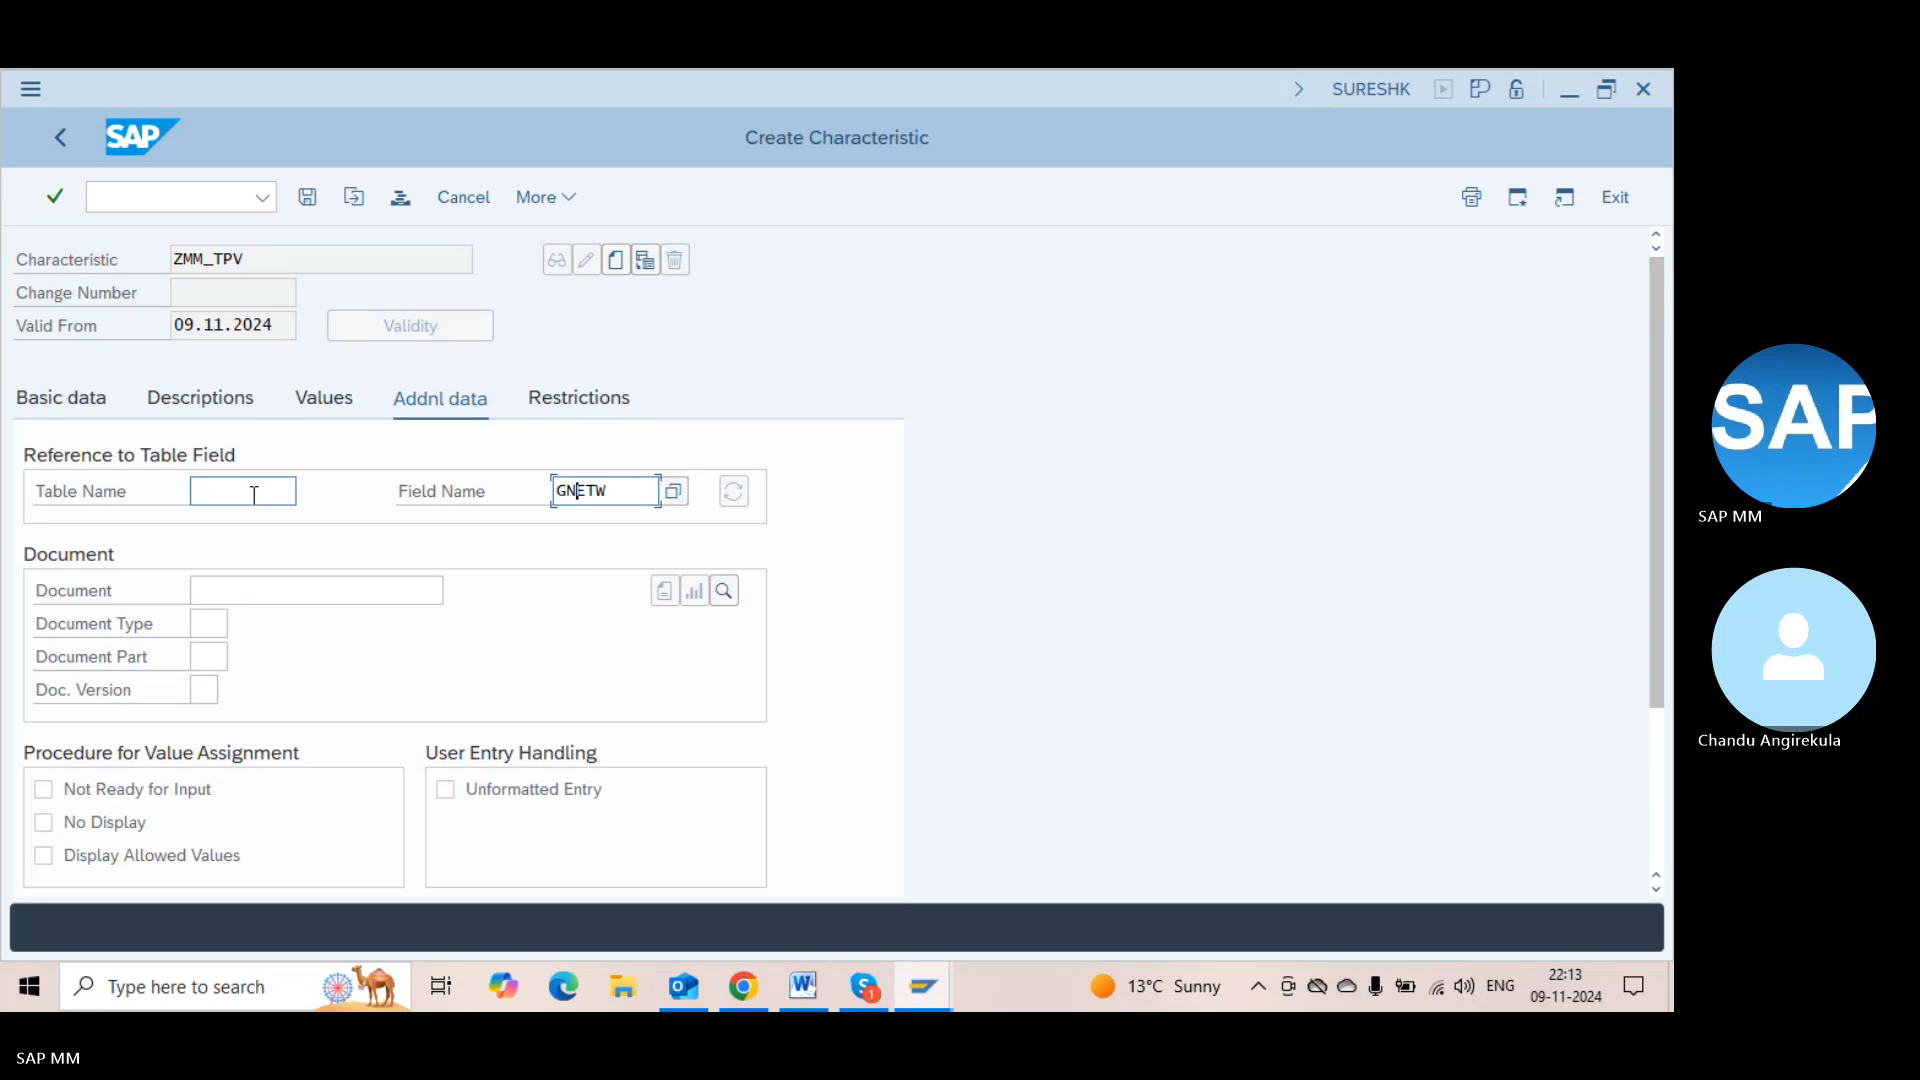 SURESHK
SAP
Create Characteristic
Cancel
More
Exit
Characteristic ZMM_TPV
Change Number
Valid From 09.11.2024 Validity
Basic data Descriptions Values Addnl data Restrictions
Reference to Table Field
Table Name Field Name GNETW
Document
Document
Document Type
Document Part
Doc. Version
Procedure for Value Assignment
Not Ready for Input
No Display
Display Allowed Values
User Entry Handling
Unformatted Entry
SAP
SAP MM
Chandu Angirekula
Type here to search
1
13°C Sunny
ENG
22:13
09-11-2024
SAP MM